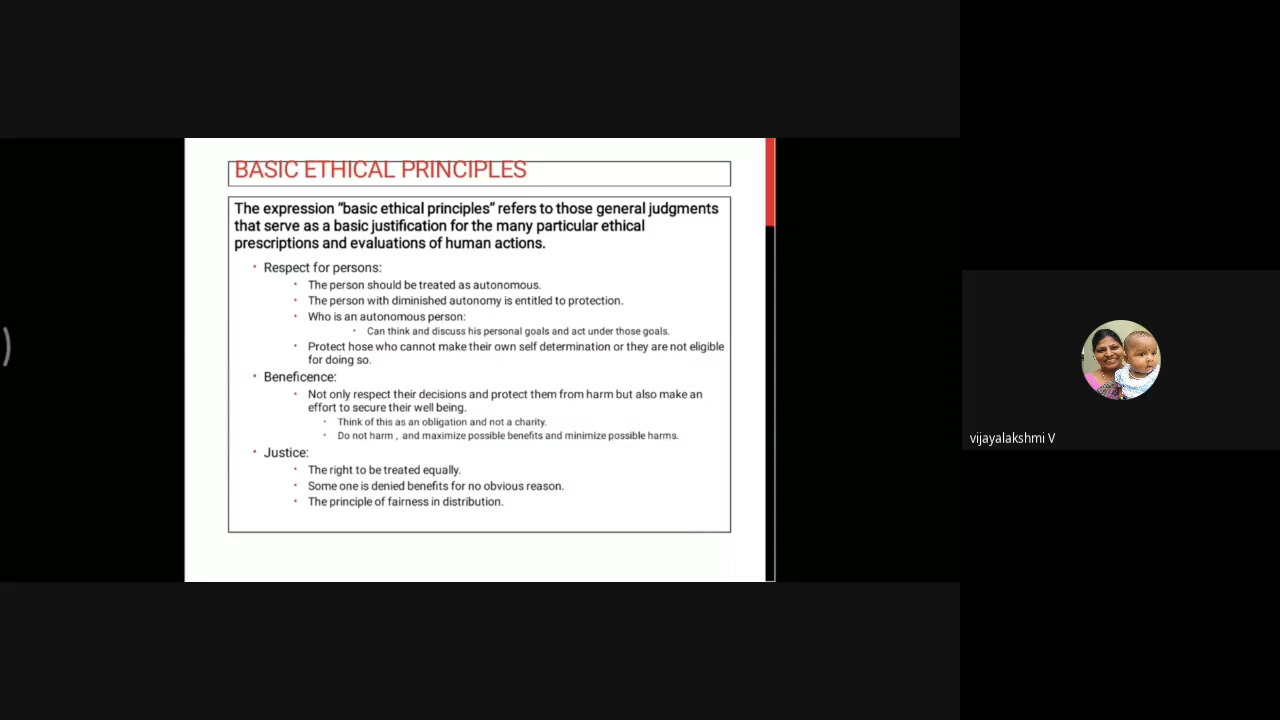 BASIC ETHICAL PRINCIPLES
The expression "basic ethical principles" refers to those general judgments
that serve as a basic justification for the many particular ethical
prescriptions and evaluations of human actions.
• Respect for persons:
• The person should be treated as autonomous.
• The person with diminished autonomy is entitled to protection.
• Who is an autonomous person:
• Can think and discuss his personal goals and act under those goals.
• Protect hose who cannot make their own self determination or they are not eligible
for doing so.
• Beneficence:
• Not only respect their decisions and protect them from harm but also make an
effort to secure their well being.
• Think of this as an obligation and not a charity.
• Do not harm , and maximize possible benefits and minimize possible harms.
• Justice:
• The right to be treated equally.
• Some one is denied benefits for no obvious reason.
• The principle of fairness in distribution.
vijayalakshmi V